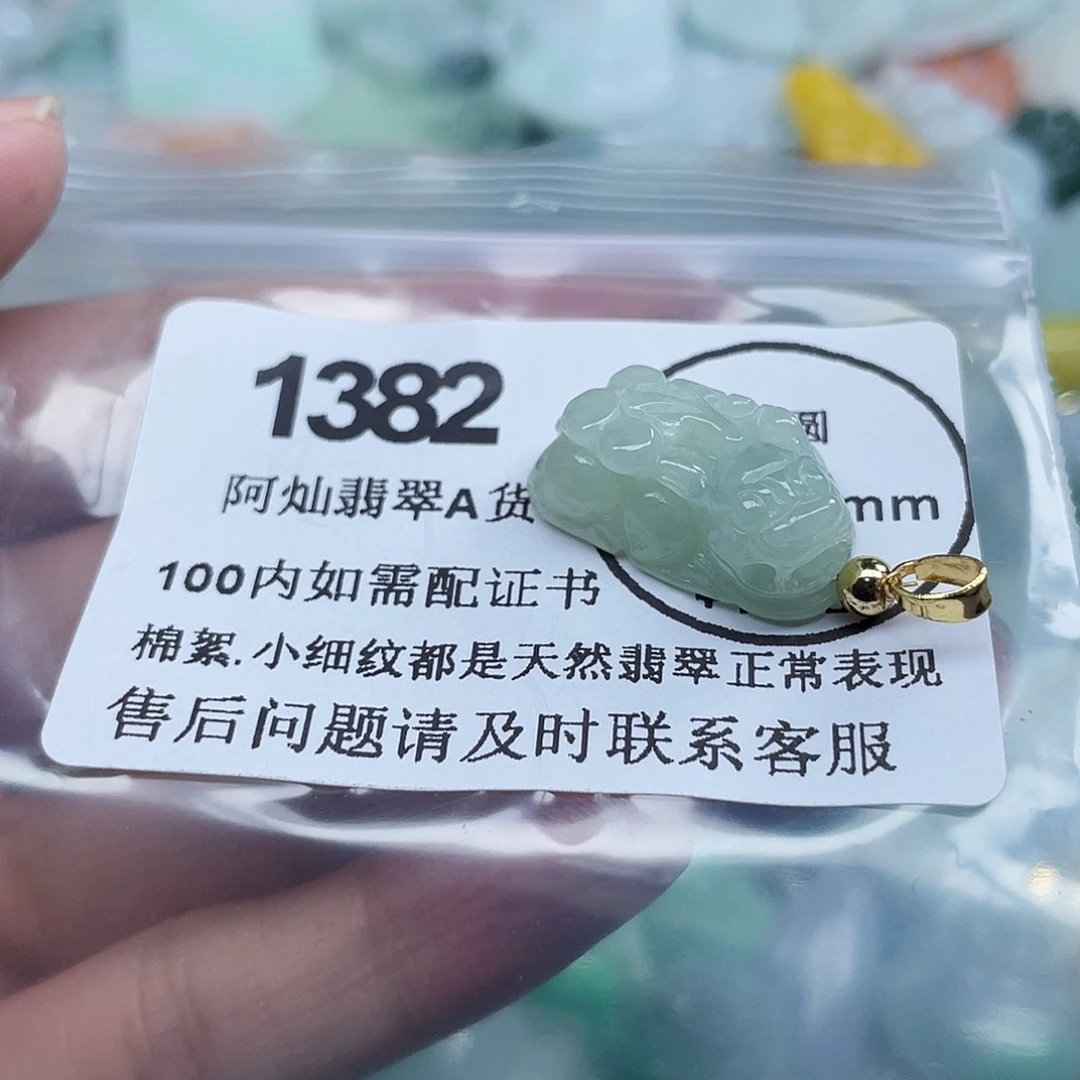 1382
圆
阿灿翡翠A货
mm
100内如需配证书
棉絮.小细纹都是天然翡翠正常表现
售后问题请及时联系客服